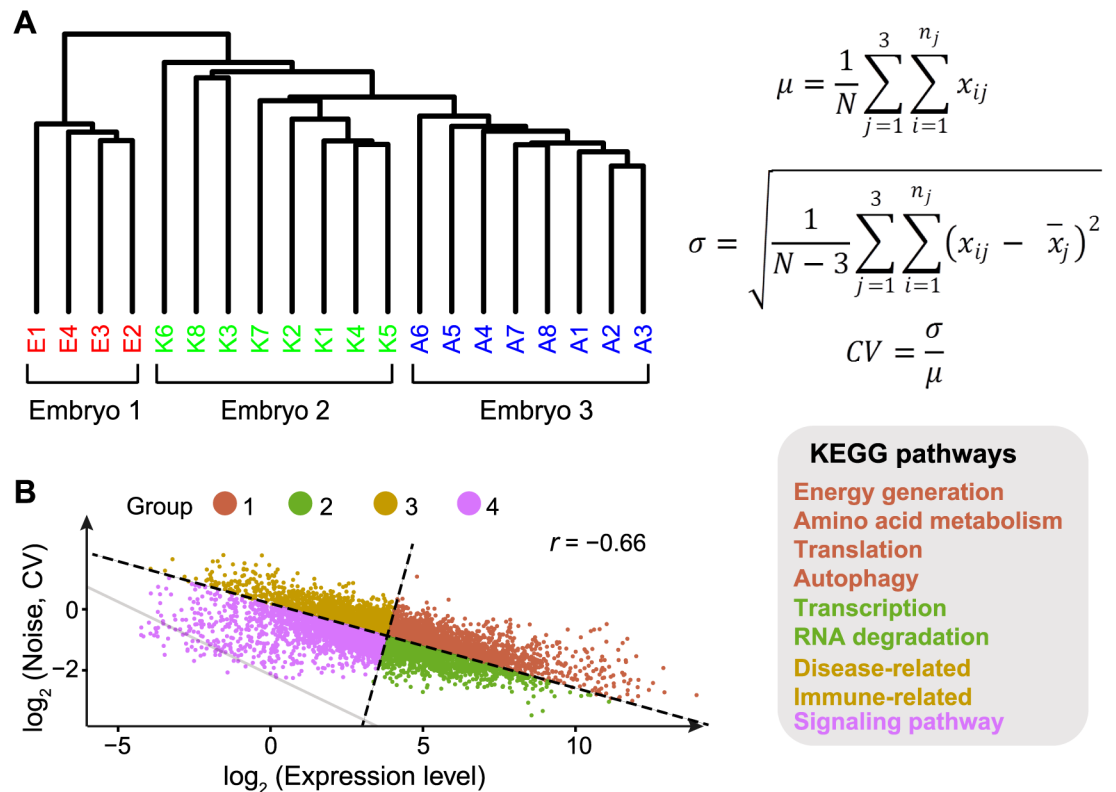 A
E1 E4 E3 E2 K6 K8 K3 K7 K2 K1 K4 K5 A6 A5 A4 A7 A8 A1 A2 A3
Embryo 1 Embryo 2 Embryo 3
μ = 1/N ∑_{j=1}^{3} ∑_{i=1}^{n_j} x_{ij}
σ = √( 1/(N − 3) ∑_{j=1}^{3} ∑_{i=1}^{n_j} (x_{ij} − x̄_j)² )
CV = σ/μ
B
Group 1 2 3 4
r = −0.66
log₂ (Noise, CV)
0
−2
−5 0 5 10
log₂ (Expression level)
KEGG pathways
Energy generation
Amino acid metabolism
Translation
Autophagy
Transcription
RNA degradation
Disease-related
Immune-related
Signaling pathway